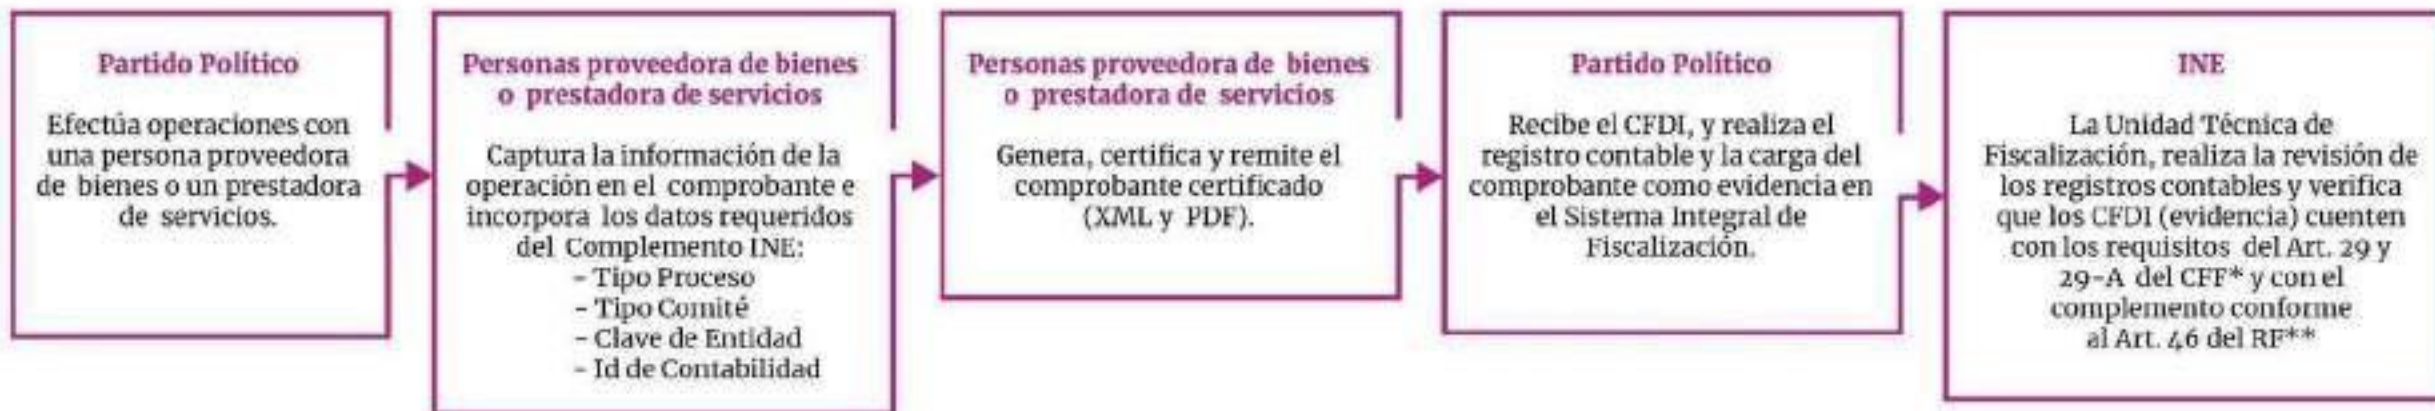 Partido Político
Efectúa operaciones con
una persona proveedora
de bienes o un prestadora
de servicios.
Personas proveedora de bienes
o prestadora de servicios
Captura la información de la
operación en el comprobante e
incorpora los datos requeridos
del Complemento INE:
- Tipo Proceso
- Tipo Comité
- Clave de Entidad
- Id de Contabilidad
Personas proveedora de bienes
o prestadora de servicios
Genera, certifica y remite el
comprobante certificado
(XML y PDF).
Partido Político
Recibe el CFDI, y realiza el
registro contable y la carga del
comprobante como evidencia en
el Sistema Integral de
Fiscalización.
INE
La Unidad Técnica de
Fiscalización, realiza la revisión de
los registros contables y verifica
que los CFDI (evidencia) cuenten
con los requisitos del Art. 29 y
29-A del CFF* y con el
complemento conforme
al Art. 46 del RF**